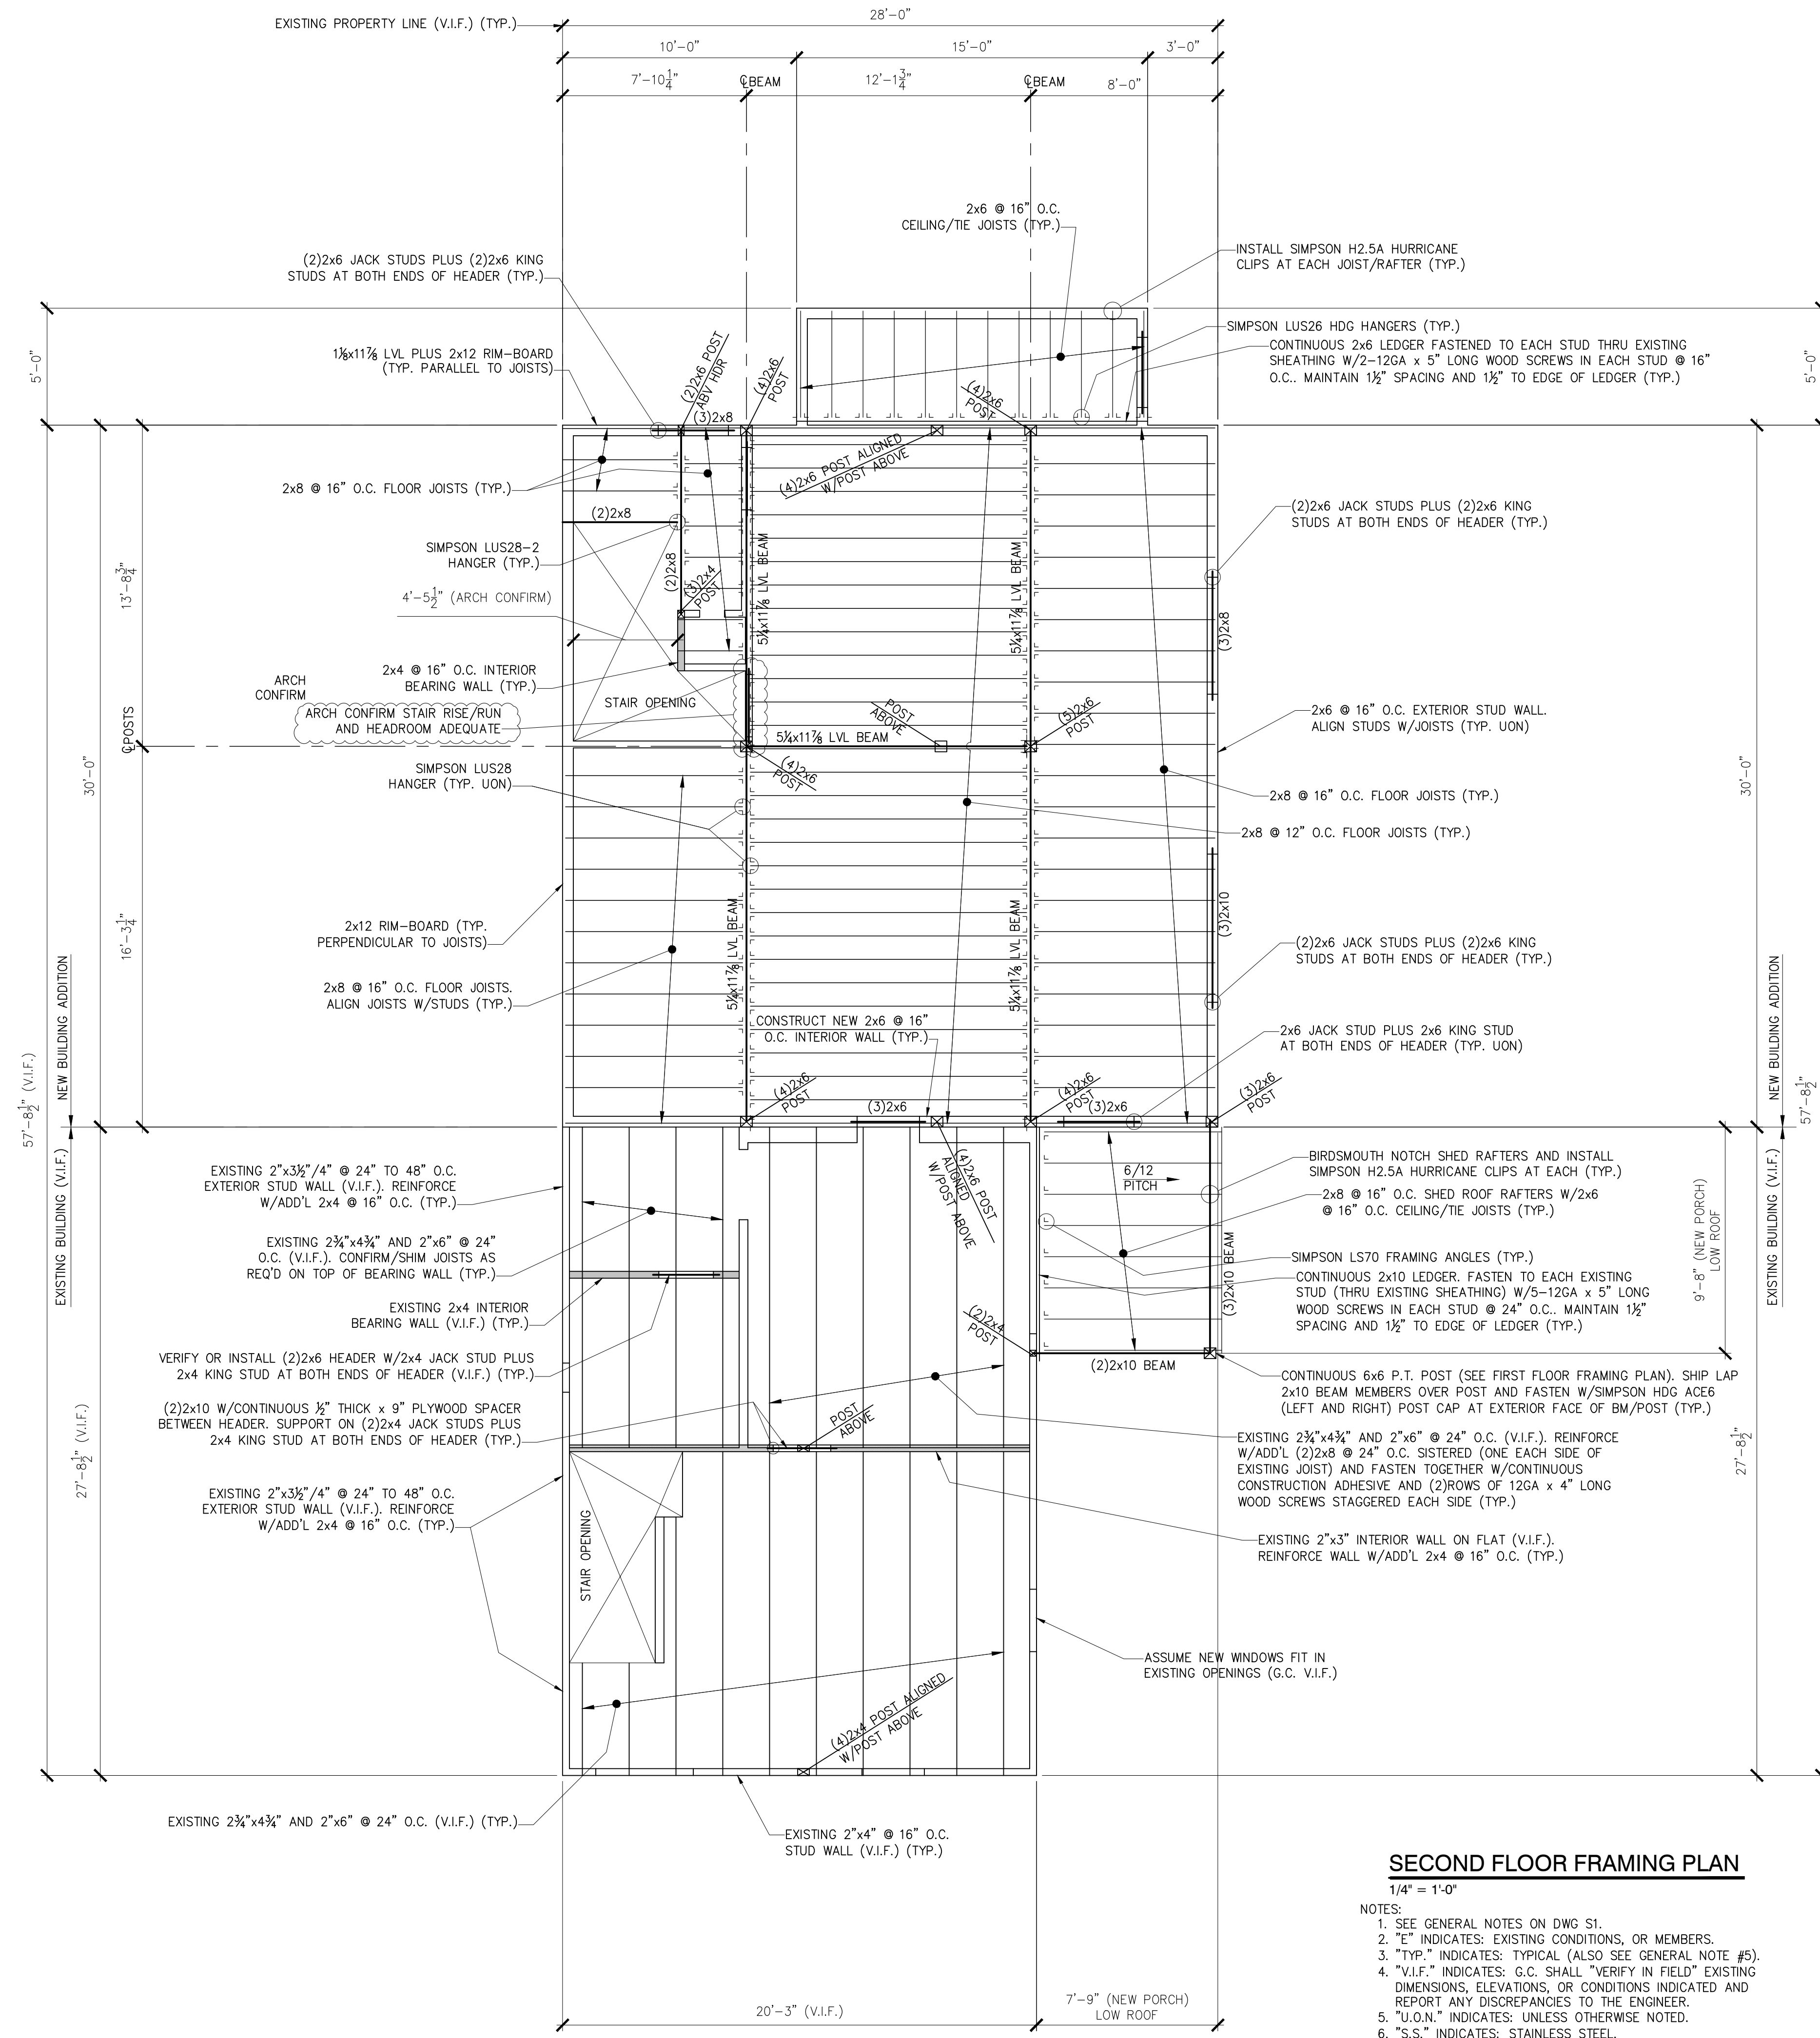 EXISTING PROPERTY LINE (V.I.F.) (TYP.)
28'-0"
10'-0"
15'-0"
3'-0"
7'-10¼"
℄BEAM
12'-1¾"
℄BEAM
8'-0"
2x6 @ 16" O.C.
CEILING/TIE JOISTS (TYP.)
INSTALL SIMPSON H2.5A HURRICANE
CLIPS AT EACH JOIST/RAFTER (TYP.)
(2)2x6 JACK STUDS PLUS (2)2x6 KING
STUDS AT BOTH ENDS OF HEADER (TYP.)
SIMPSON LUS26 HDG HANGERS (TYP.)
CONTINUOUS 2x6 LEDGER FASTENED TO EACH STUD THRU EXISTING
SHEATHING W/2-12GA x 5" LONG WOOD SCREWS IN EACH STUD @ 16"
O.C.. MAINTAIN 1½" SPACING AND 1½" TO EDGE OF LEDGER (TYP.)
1⅛x11⅞ LVL PLUS 2x12 RIM-BOARD
(TYP. PARALLEL TO JOISTS)
5'-0"
5'-0"
(2)2x6 POST
ABV HDR
(4)2x6
POST
(3)2x8
(4)2x6
POST
(4)2x6 POST ALIGNED
W/POST ABOVE
2x8 @ 16" O.C. FLOOR JOISTS (TYP.)
(2)2x8
(2)2x6 JACK STUDS PLUS (2)2x6 KING
STUDS AT BOTH ENDS OF HEADER (TYP.)
SIMPSON LUS28-2
HANGER (TYP.)
(2)2x8
(3)2x4
POST
5¼x11⅞ LVL BEAM
5¼x11⅞ LVL BEAM
(3)2x8
13'-8¾"
4'-5½" (ARCH CONFIRM)
2x4 @ 16" O.C. INTERIOR
BEARING WALL (TYP.)
ARCH
CONFIRM
ARCH CONFIRM STAIR RISE/RUN
AND HEADROOM ADEQUATE
STAIR OPENING
POST
ABOVE
(5)2x6
POST
2x6 @ 16" O.C. EXTERIOR STUD WALL.
ALIGN STUDS W/JOISTS (TYP. UON)
℄POSTS
5¼x11⅞ LVL BEAM
(4)2x6
POST
30'-0"
30'-0"
SIMPSON LUS28
HANGER (TYP. UON)
2x8 @ 16" O.C. FLOOR JOISTS (TYP.)
2x8 @ 12" O.C. FLOOR JOISTS (TYP.)
16'-3¼"
2x12 RIM-BOARD (TYP.
PERPENDICULAR TO JOISTS)
5¼x11⅞ LVL BEAM
5¼x11⅞ LVL BEAM
(3)2x10
(2)2x6 JACK STUDS PLUS (2)2x6 KING
STUDS AT BOTH ENDS OF HEADER (TYP.)
2x8 @ 16" O.C. FLOOR JOISTS.
ALIGN JOISTS W/STUDS (TYP.)
CONSTRUCT NEW 2x6 @ 16"
O.C. INTERIOR WALL (TYP.)
2x6 JACK STUD PLUS 2x6 KING STUD
AT BOTH ENDS OF HEADER (TYP. UON)
NEW BUILDING ADDITION
NEW BUILDING ADDITION
57'-8½" (V.I.F.)
57'-8½"
(4)2x6
POST
(3)2x6
(4)2x6
POST
(3)2x6
(3)2x6
POST
EXISTING BUILDING (V.I.F.)
EXISTING BUILDING (V.I.F.)
EXISTING 2"x3½"/4" @ 24" TO 48" O.C.
EXTERIOR STUD WALL (V.I.F.). REINFORCE
W/ADD'L 2x4 @ 16" O.C. (TYP.)
(4)2x6 POST
ALIGNED
W/POST ABOVE
6/12
PITCH
BIRDSMOUTH NOTCH SHED RAFTERS AND INSTALL
SIMPSON H2.5A HURRICANE CLIPS AT EACH (TYP.)
2x8 @ 16" O.C. SHED ROOF RAFTERS W/2x6
@ 16" O.C. CEILING/TIE JOISTS (TYP.)
EXISTING 2¾"x4¾" AND 2"x6" @ 24"
O.C. (V.I.F.). CONFIRM/SHIM JOISTS AS
REQ'D ON TOP OF BEARING WALL (TYP.)
SIMPSON LS70 FRAMING ANGLES (TYP.)
CONTINUOUS 2x10 LEDGER. FASTEN TO EACH EXISTING
STUD (THRU EXISTING SHEATHING) W/5-12GA x 5" LONG
WOOD SCREWS IN EACH STUD @ 24" O.C.. MAINTAIN 1½"
SPACING AND 1½" TO EDGE OF LEDGER (TYP.)
(3)2x10 BEAM
9'-8" (NEW PORCH)
LOW ROOF
EXISTING 2x4 INTERIOR
BEARING WALL (V.I.F.) (TYP.)
(2)2x4
POST
VERIFY OR INSTALL (2)2x6 HEADER W/2x4 JACK STUD PLUS
2x4 KING STUD AT BOTH ENDS OF HEADER (V.I.F.) (TYP.)
(2)2x10 BEAM
CONTINUOUS 6x6 P.T. POST (SEE FIRST FLOOR FRAMING PLAN). SHIP LAP
2x10 BEAM MEMBERS OVER POST AND FASTEN W/SIMPSON HDG ACE6
(LEFT AND RIGHT) POST CAP AT EXTERIOR FACE OF BM/POST (TYP.)
(2)2x10 W/CONTINUOUS ½" THICK x 9" PLYWOOD SPACER
BETWEEN HEADER. SUPPORT ON (2)2x4 JACK STUDS PLUS
2x4 KING STUD AT BOTH ENDS OF HEADER (TYP.)
POST
ABOVE
EXISTING 2¾"x4¾" AND 2"x6" @ 24" O.C. (V.I.F.). REINFORCE
W/ADD'L (2)2x8 @ 24" O.C. SISTERED (ONE EACH SIDE OF
EXISTING JOIST) AND FASTEN TOGETHER W/CONTINUOUS
CONSTRUCTION ADHESIVE AND (2)ROWS OF 12GA x 4" LONG
WOOD SCREWS STAGGERED EACH SIDE (TYP.)
27'-8½" (V.I.F.)
27'-8½"
EXISTING 2"x3½"/4" @ 24" TO 48" O.C.
EXTERIOR STUD WALL (V.I.F.). REINFORCE
W/ADD'L 2x4 @ 16" O.C. (TYP.)
STAIR OPENING
EXISTING 2"x3" INTERIOR WALL ON FLAT (V.I.F.).
REINFORCE WALL W/ADD'L 2x4 @ 16" O.C. (TYP.)
ASSUME NEW WINDOWS FIT IN
EXISTING OPENINGS (G.C. V.I.F.)
(4)2x4 POST ALIGNED
W/POST ABOVE
EXISTING 2¾"x4¾" AND 2"x6" @ 24" O.C. (V.I.F.) (TYP.)
EXISTING 2"x4" @ 16" O.C.
STUD WALL (V.I.F.) (TYP.)
20'-3" (V.I.F.)
7'-9" (NEW PORCH)
LOW ROOF
SECOND FLOOR FRAMING PLAN
1/4" = 1'-0"
NOTES:
1. SEE GENERAL NOTES ON DWG S1.
2. "E" INDICATES: EXISTING CONDITIONS, OR MEMBERS.
3. "TYP." INDICATES: TYPICAL (ALSO SEE GENERAL NOTE #5).
4. "V.I.F." INDICATES: G.C. SHALL "VERIFY IN FIELD" EXISTING
DIMENSIONS, ELEVATIONS, OR CONDITIONS INDICATED AND
REPORT ANY DISCREPANCIES TO THE ENGINEER.
5. "U.O.N." INDICATES: UNLESS OTHERWISE NOTED.
6. "S.S." INDICATES: STAINLESS STEEL.